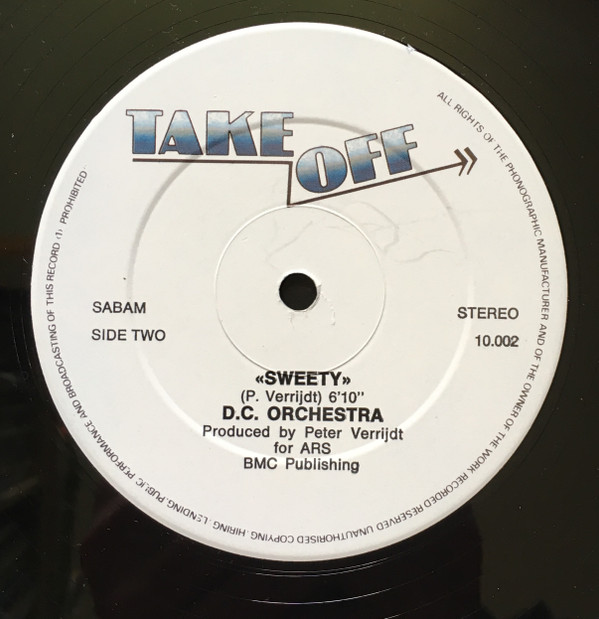 TAKE
OFF
SABAM
SIDE TWO
STEREO
10.002
«SWEETY»
(P. Verrijdt) 6'10"
D.C. ORCHESTRA
Produced by Peter Verrijdt
for ARS
BMC Publishing
ALL RIGHTS OF THE PHONOGRAPHIC MANUFACTURER AND OF THE OWNER OF THE WORK RECORDED RESERVED UNAUTHORISED COPYING. HIRING. LENDING. PUBLIC PERFORMANCE AND BROADCASTING OF THIS RECORD (1) PROHIBITED